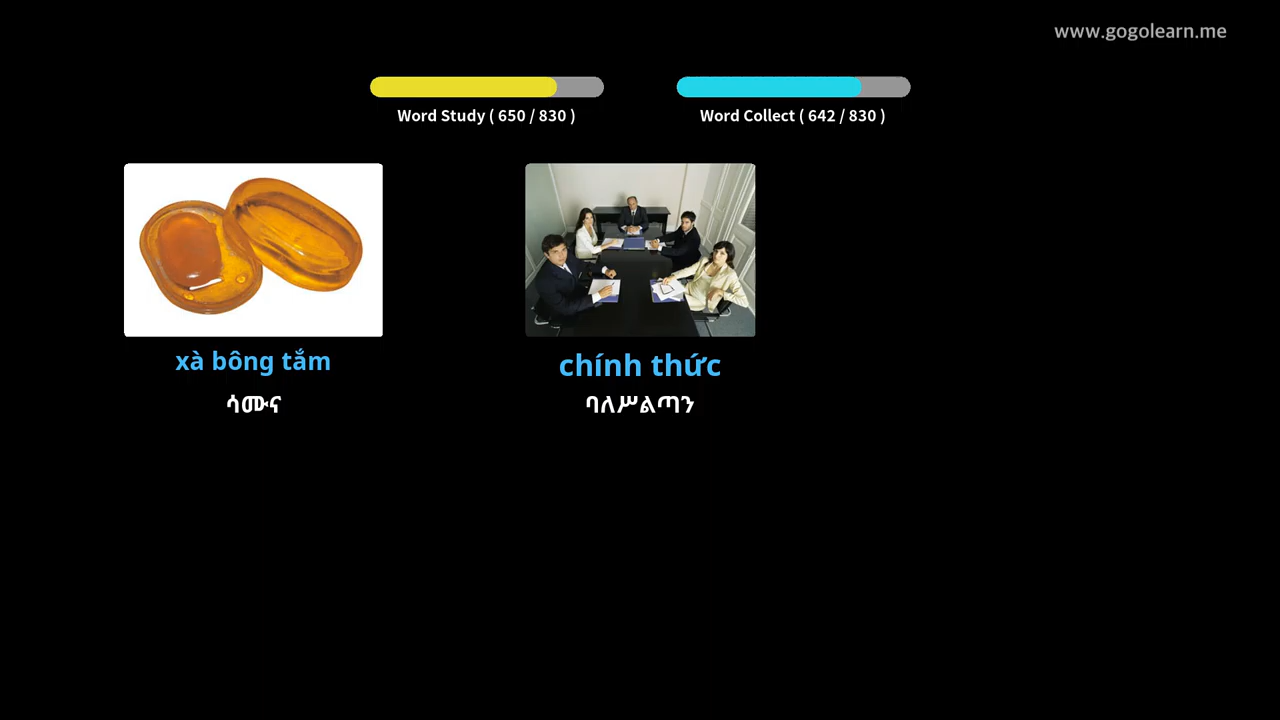 www.gogolearn.me
Word Study ( 650 / 830 )
Word Collect ( 642 / 830 )
xà bông tắm
ሳሙና
chính thức
ባለሥልጣን